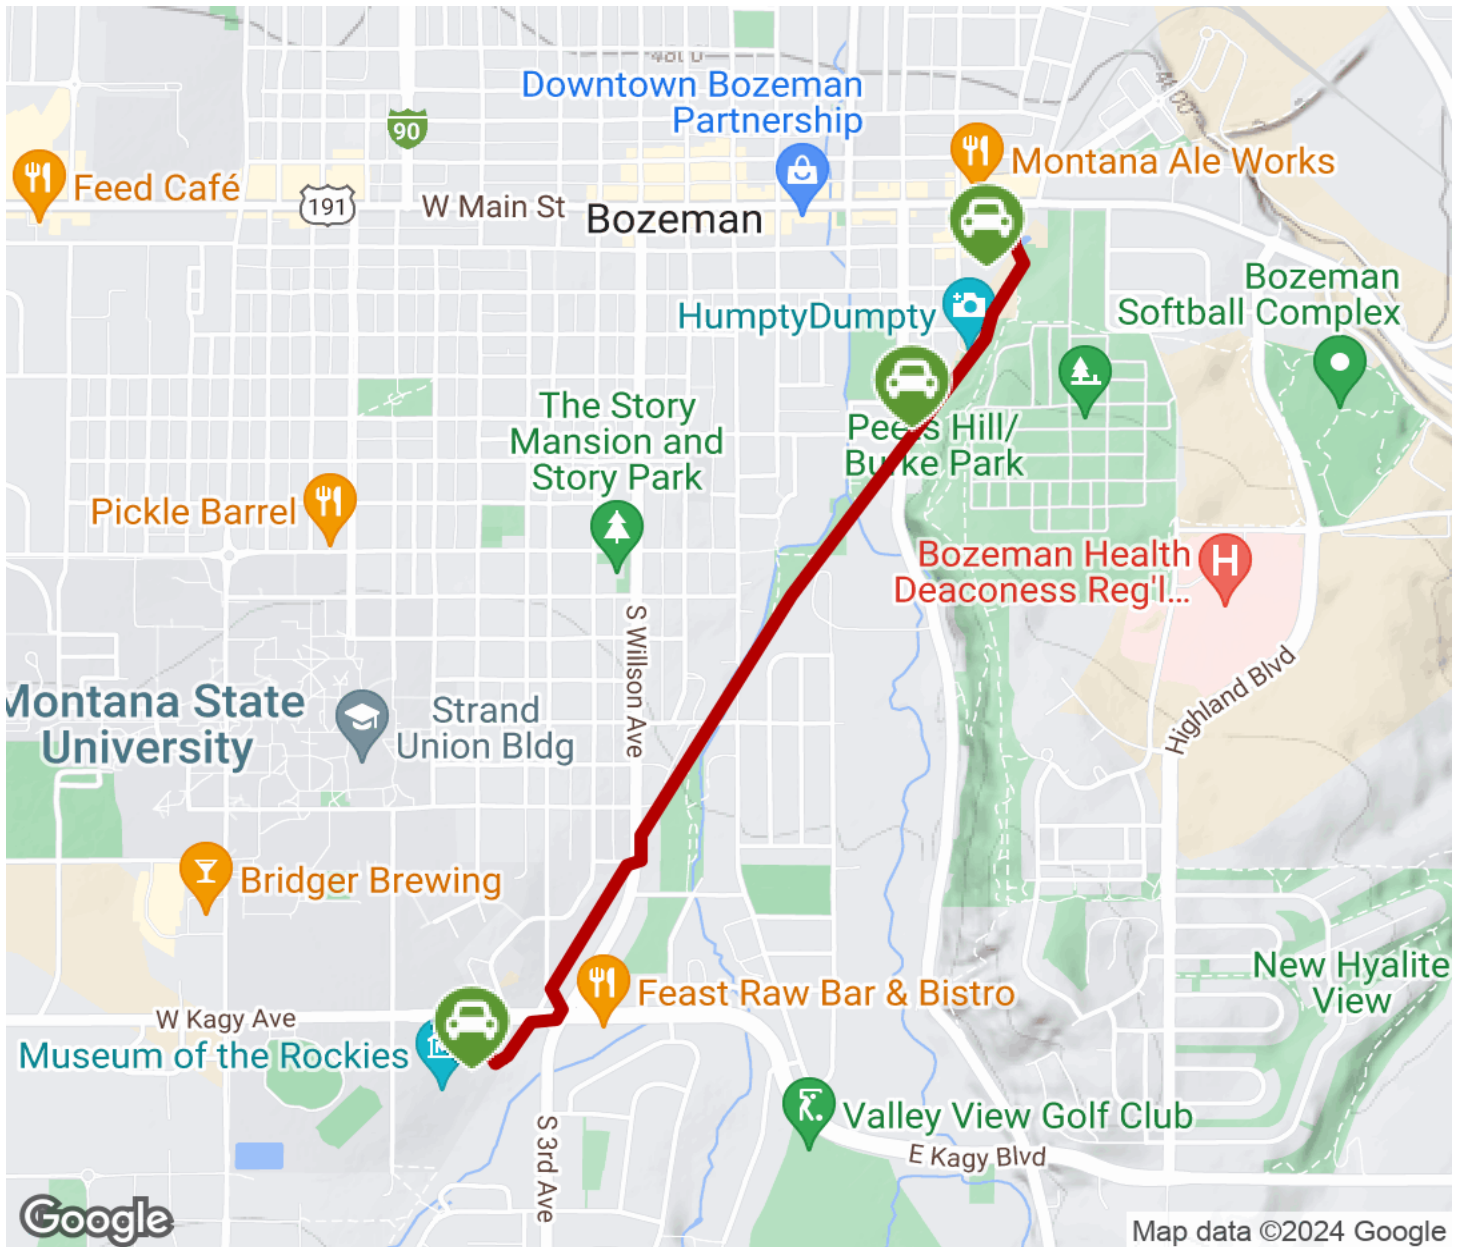 Downtown Bozeman
Partnership
90
Montana Ale Works
Feed Café
191
W Main St
Bozeman
Bozeman
Softball Complex
HumptyDumpty
The Story
Mansion and
Story Park
Peets Hill/
Burke Park
Pickle Barrel
Bozeman Health
Deaconess Reg'l...
H
S Willson Ave
Highland Blvd
Montana State
University
Strand
Union Bldg
Bridger Brewing
New Hyalite
View
Feast Raw Bar & Bistro
W Kagy Ave
Museum of the Rockies
Valley View Golf Club
S 3rd Ave
E Kagy Blvd
Google
Map data ©2024 Google